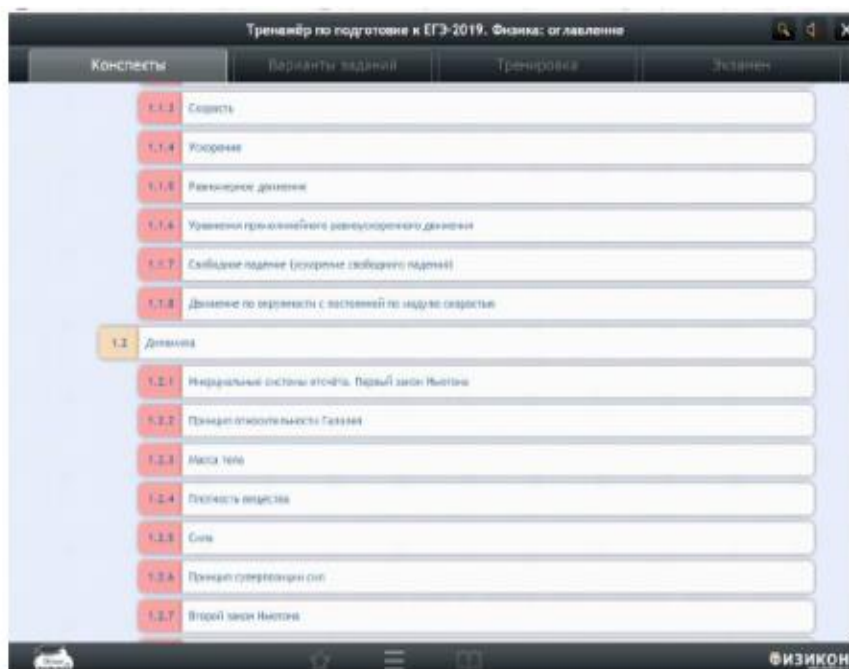 Тренажёр по подготовке к ЕГЭ-2019. Физика: оглавление
Конспекты Варианты заданий Тренировка Экзамен
1.1.3 Скорость
1.1.4 Ускорение
1.1.5 Равномерное движение
1.1.6 Уравнения прямолинейного равноускоренного движения
1.1.7 Свободное падение (ускорение свободного падения)
1.1.8 Движение по окружности с постоянной по модулю скоростью
1.2 Динамика
1.2.1 Инерциальные системы отсчёта. Первый закон Ньютона
1.2.2 Принцип относительности Галилея
1.2.3 Масса тела
1.2.4 Плотность вещества
1.2.5 Сила
1.2.6 Принцип суперпозиции сил
1.2.7 Второй закон Ньютона
ФИЗИКОН